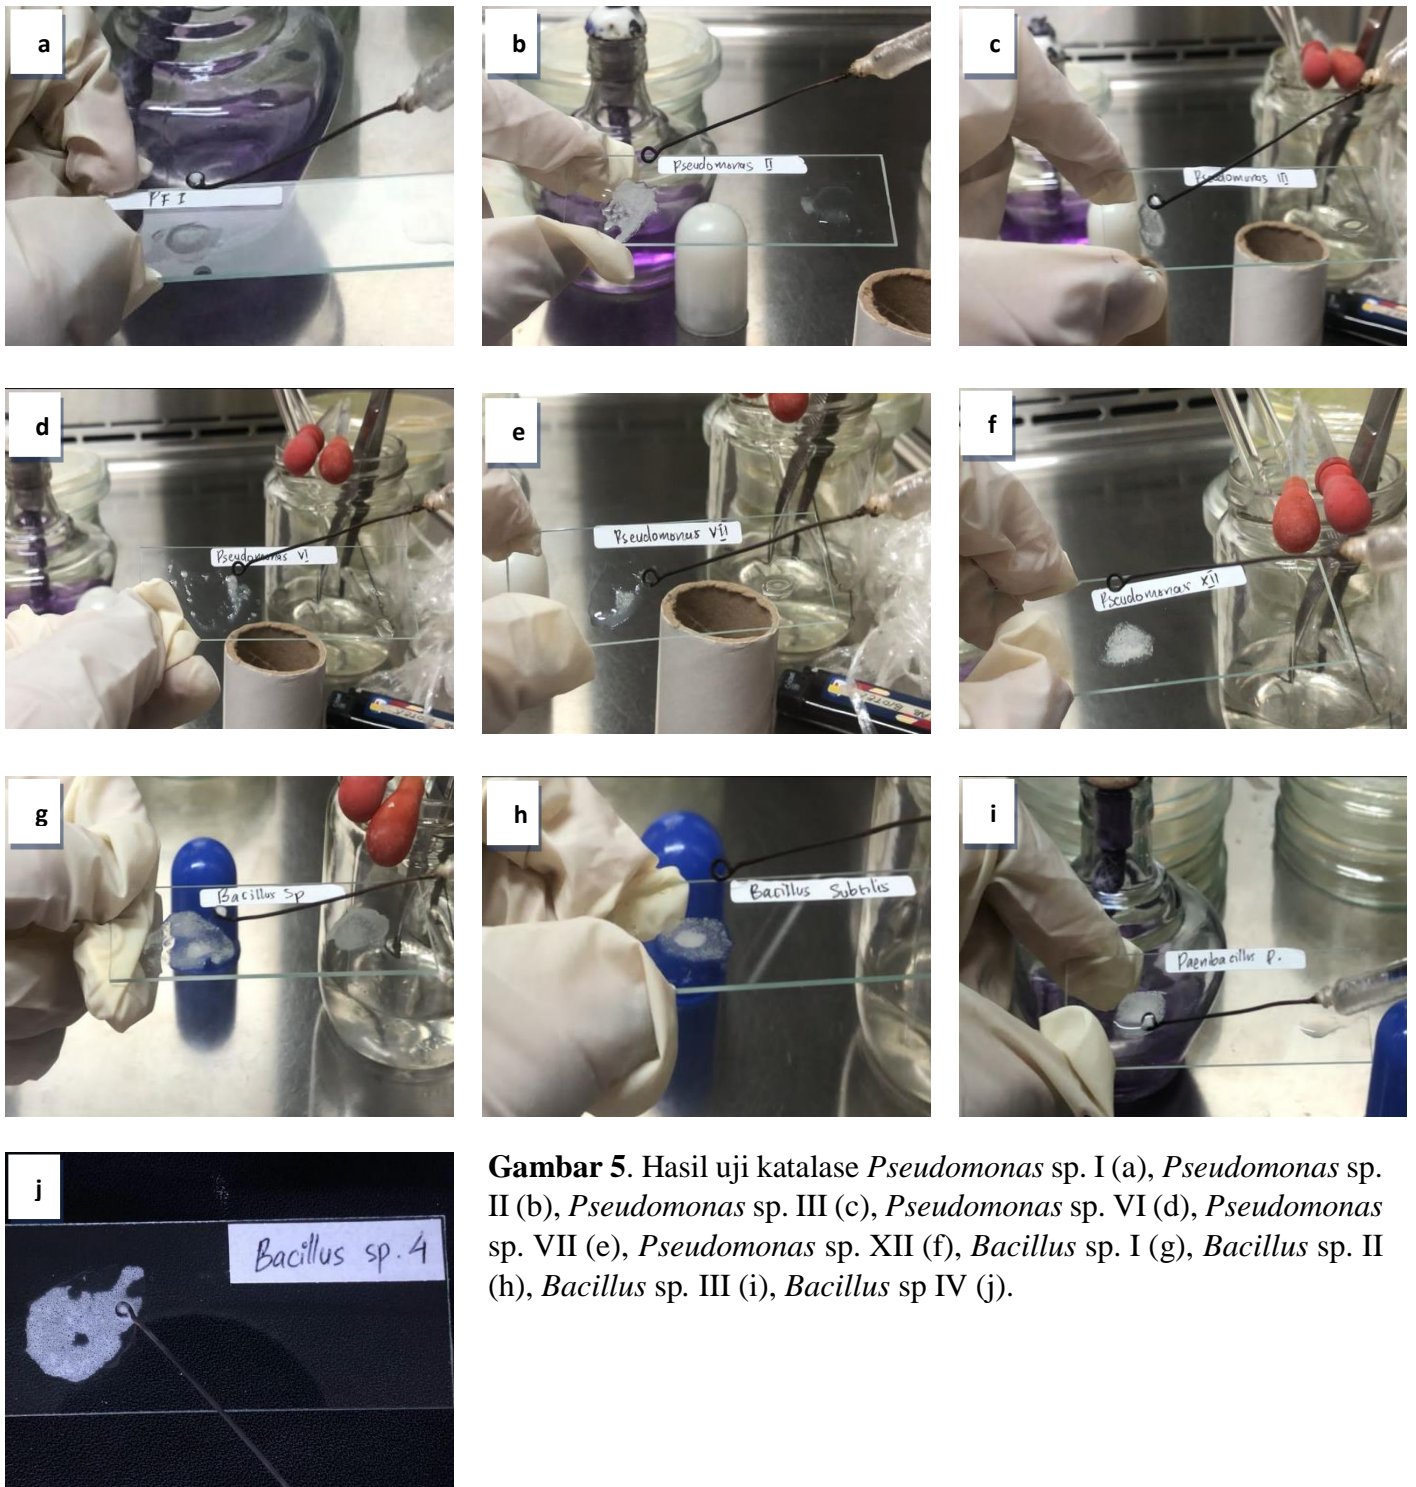 a
PF I
b
Pseudomonas II
c
Pseudomonas III
d
Pseudomonas VI
e
Pseudomonas VII
f
Pseudomonas XII
g
Bacillus Sp
h
Bacillus Subtilis
i
Paenibacillus P.
j
Bacillus sp. 4
Gambar 5. Hasil uji katalase Pseudomonas sp. I (a), Pseudomonas sp.
II (b), Pseudomonas sp. III (c), Pseudomonas sp. VI (d), Pseudomonas
sp. VII (e), Pseudomonas sp. XII (f), Bacillus sp. I (g), Bacillus sp. II
(h), Bacillus sp. III (i), Bacillus sp IV (j).